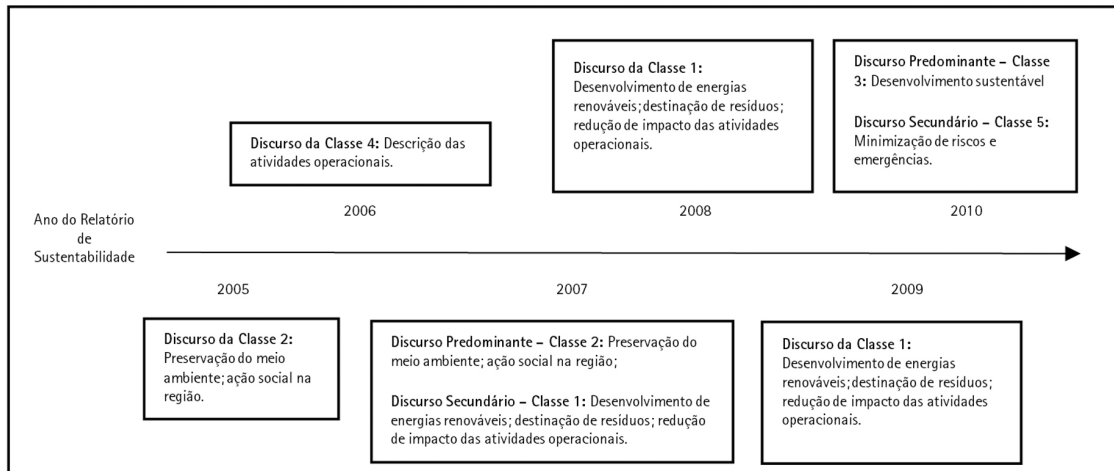 Discurso da Classe 4: Descrição das
atividades operacionais.
Discurso da Classe 1:
Desenvolvimento de energias
renováveis; destinação de resíduos;
redução de impacto das atividades
operacionais.
Discurso Predominante – Classe
3: Desenvolvimento sustentável
Discurso Secundário – Classe 5:
Minimização de riscos e
emergências.
2006
2008
2010
Ano do Relatório
de
Sustentabilidade
2005
2007
2009
Discurso da Classe 2:
Preservação do meio
ambiente; ação social na
região.
Discurso Predominante – Classe 2: Preservação do
meio ambiente; ação social na região;
Discurso Secundário – Classe 1: Desenvolvimento de
energias renováveis; destinação de resíduos; redução
de impacto das atividades operacionais.
Discurso da Classe 1:
Desenvolvimento de energias
renováveis; destinação de resíduos;
redução de impacto das atividades
operacionais.